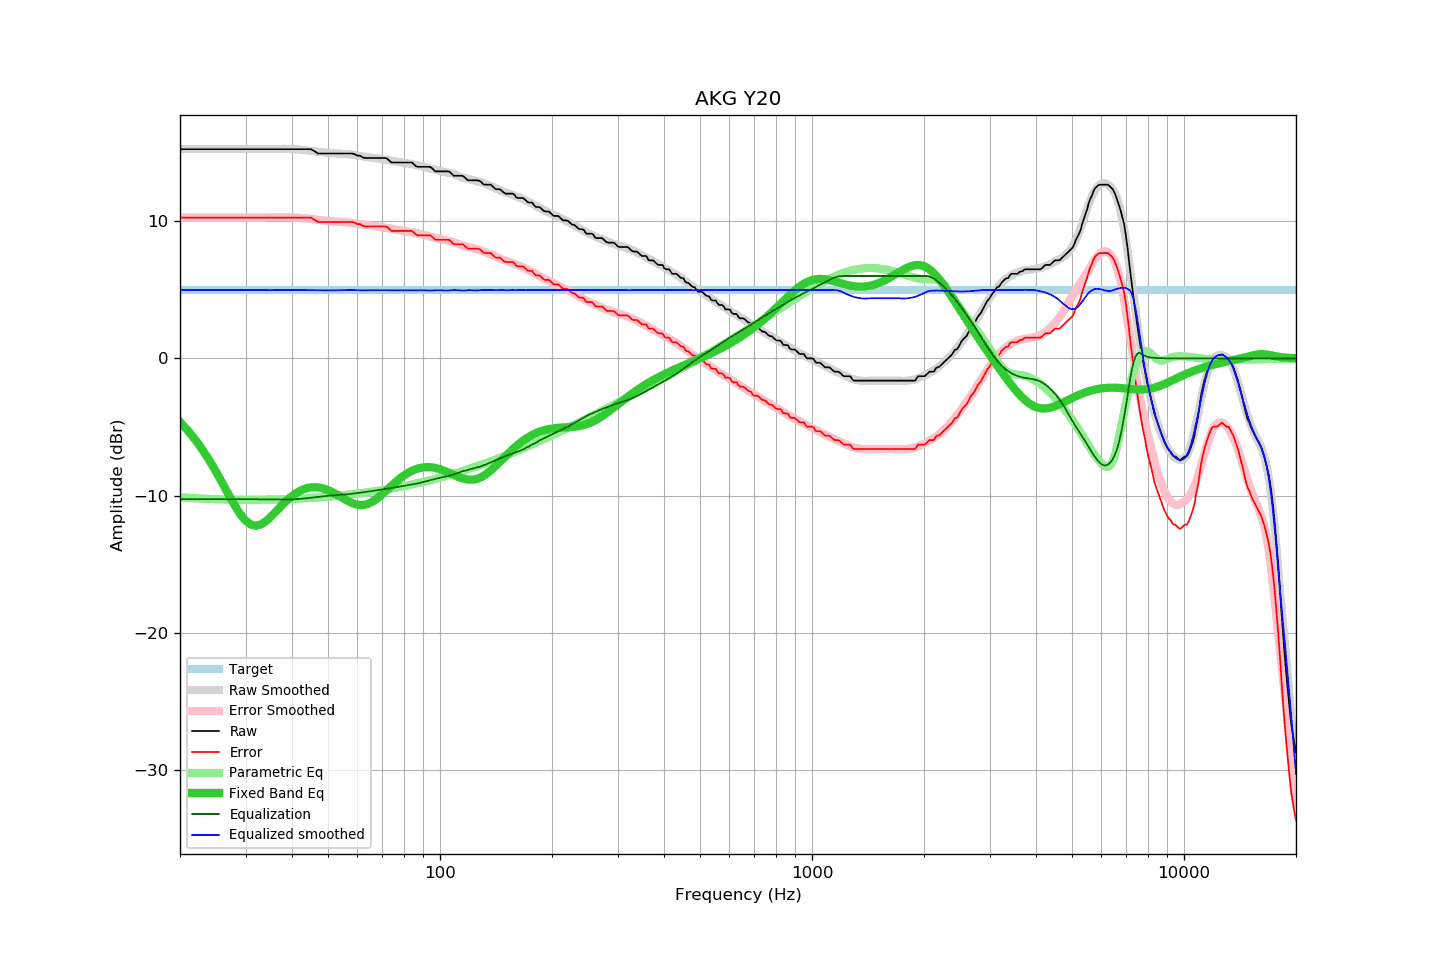 AKG Y20
Amplitude (dBr)
10
0
−10
−20
−30
Target
Raw Smoothed
Error Smoothed
Raw
Error
Parametric Eq
Fixed Band Eq
Equalization
Equalized smoothed
100
1000
10000
Frequency (Hz)